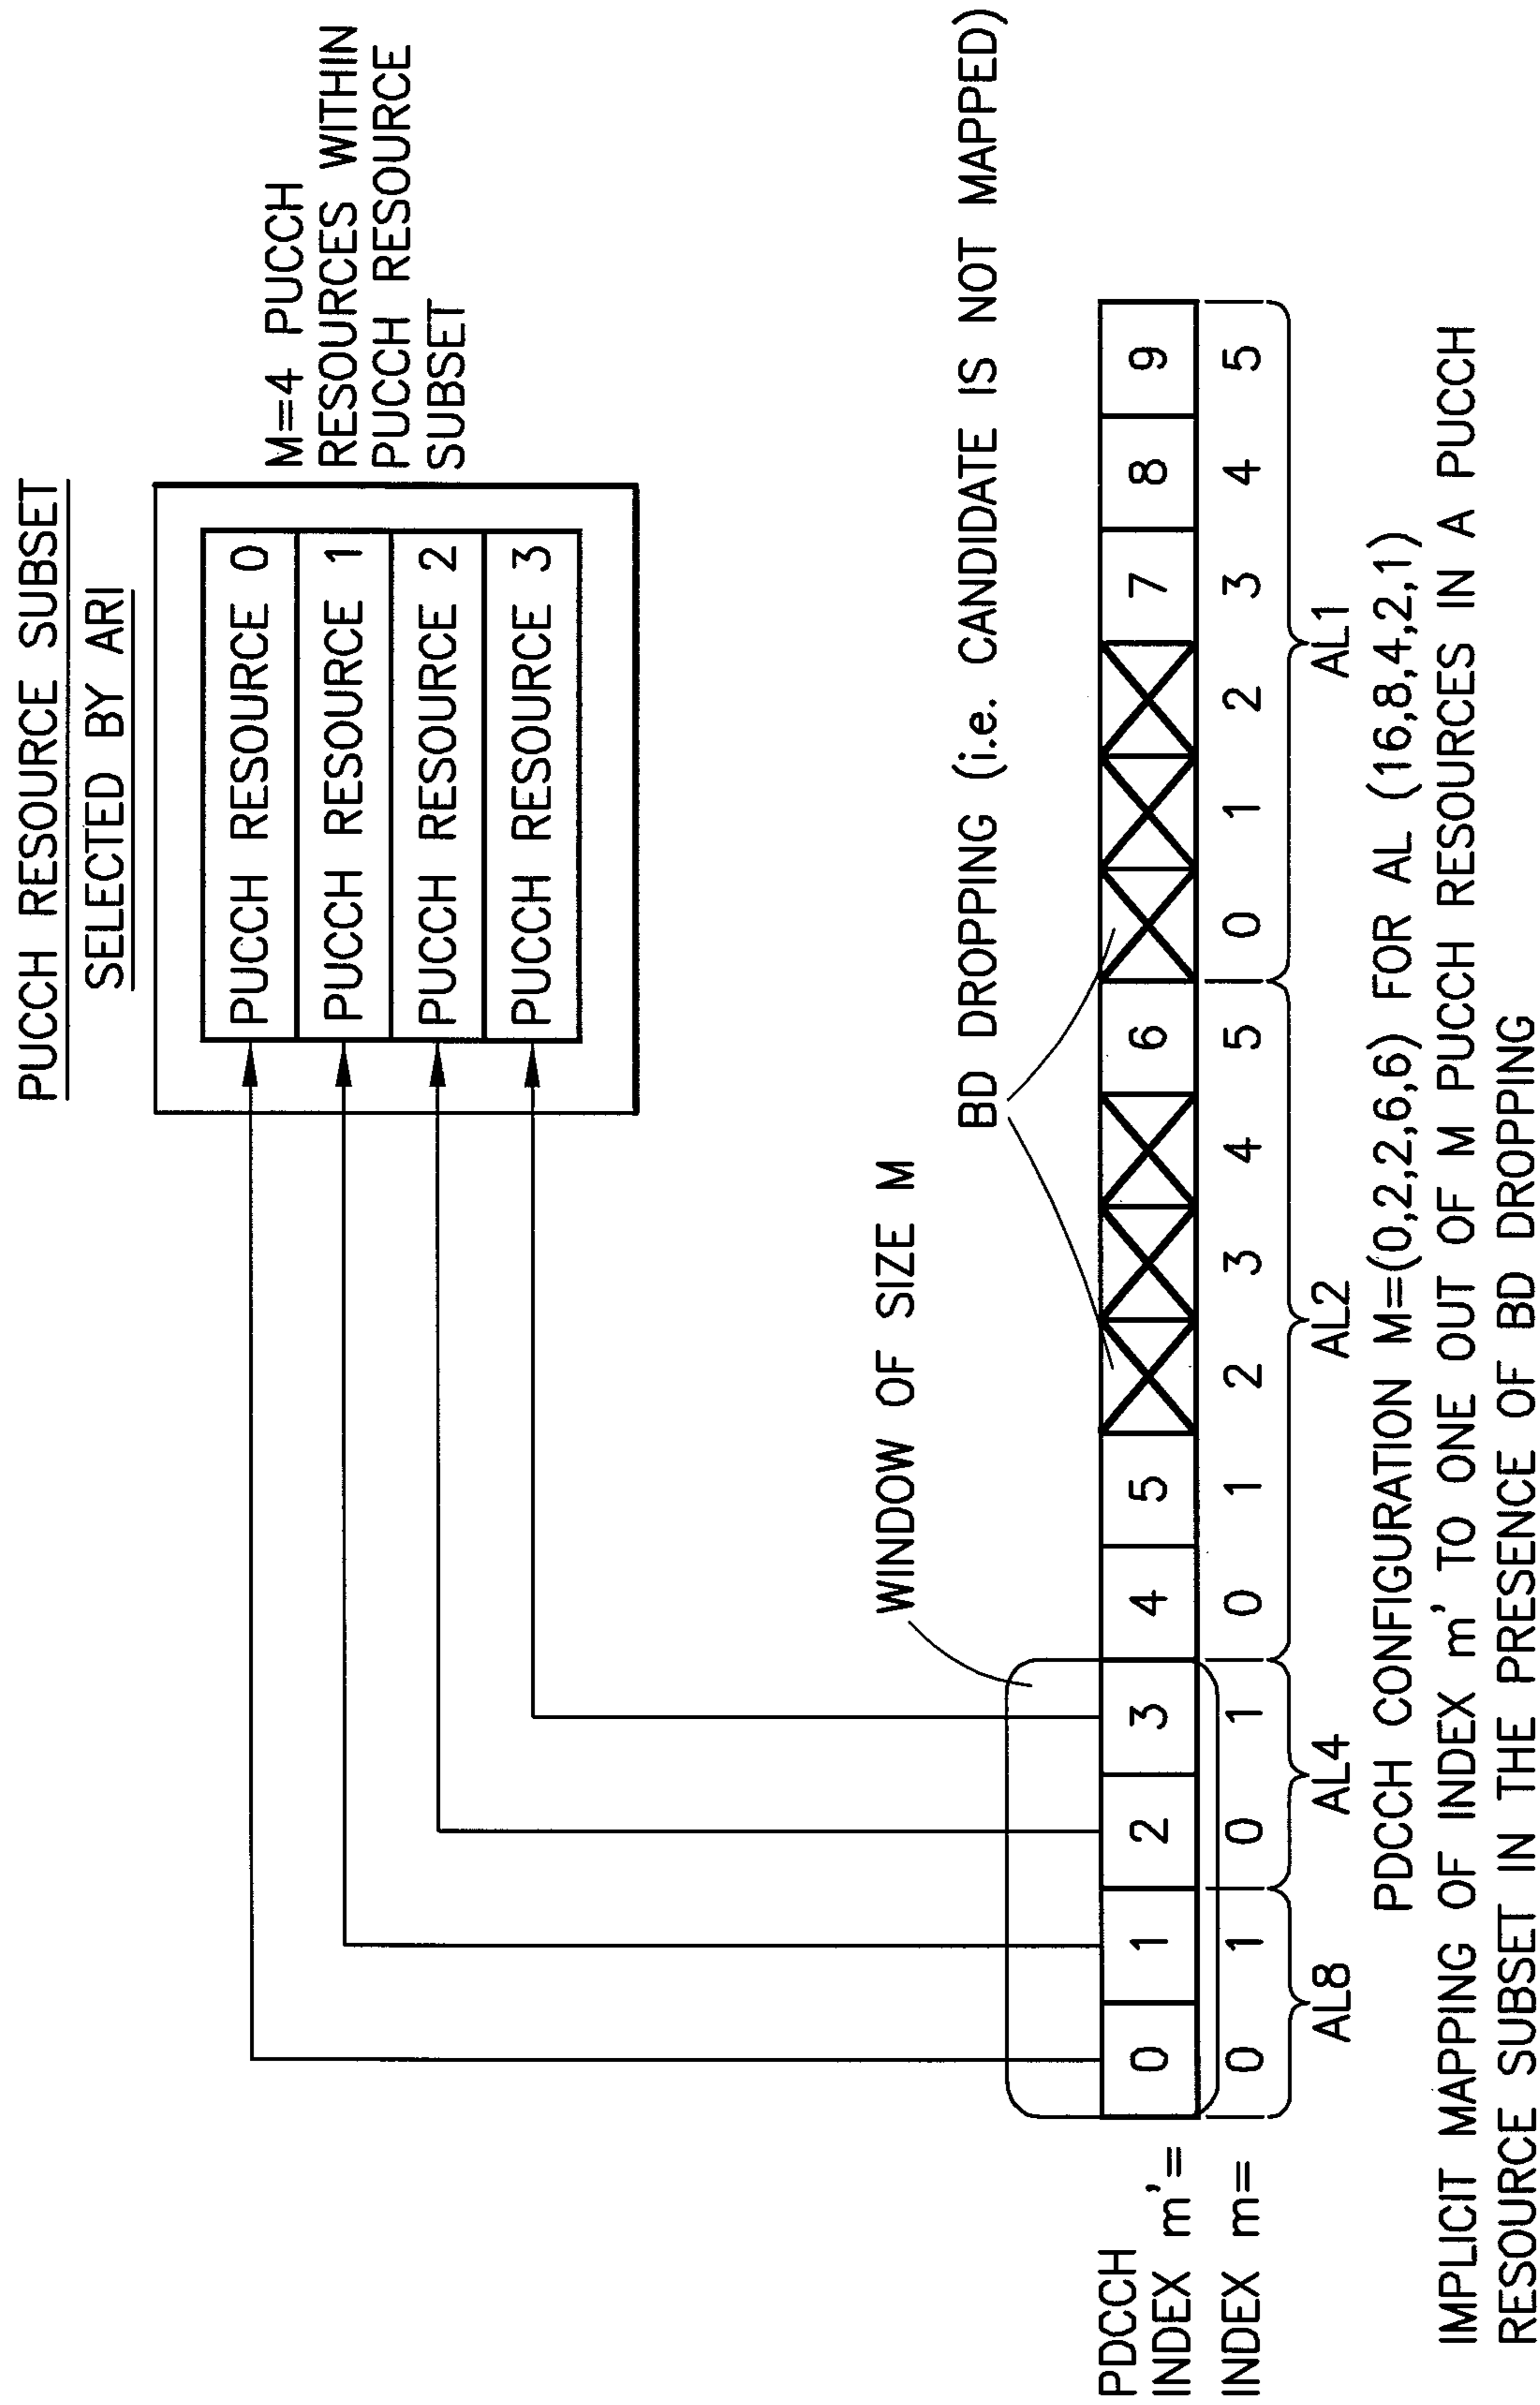 PUCCH RESOURCE SUBSET
SELECTED BY ARI
PUCCH RESOURCE 0
PUCCH RESOURCE 1
PUCCH RESOURCE 2
PUCCH RESOURCE 3
M=4 PUCCH
RESOURCES WITHIN
PUCCH RESOURCE
SUBSET
WINDOW OF SIZE M
BD DROPPING (i.e. CANDIDATE IS NOT MAPPED)
PDCCH
INDEX m'= 0 1 2 3 4 5 6 7 8 9
INDEX m= 0 1 0 1 0 1 2 3 4 5 0 1 2 3 4 5
AL8 AL4 AL2 AL1
PDCCH CONFIGURATION M=(0,2,2,6,6) FOR AL (16,8,4,2,1)
IMPLICIT MAPPING OF INDEX m' TO ONE OUT OF M PUCCH RESOURCES IN A PUCCH
RESOURCE SUBSET IN THE PRESENCE OF BD DROPPING